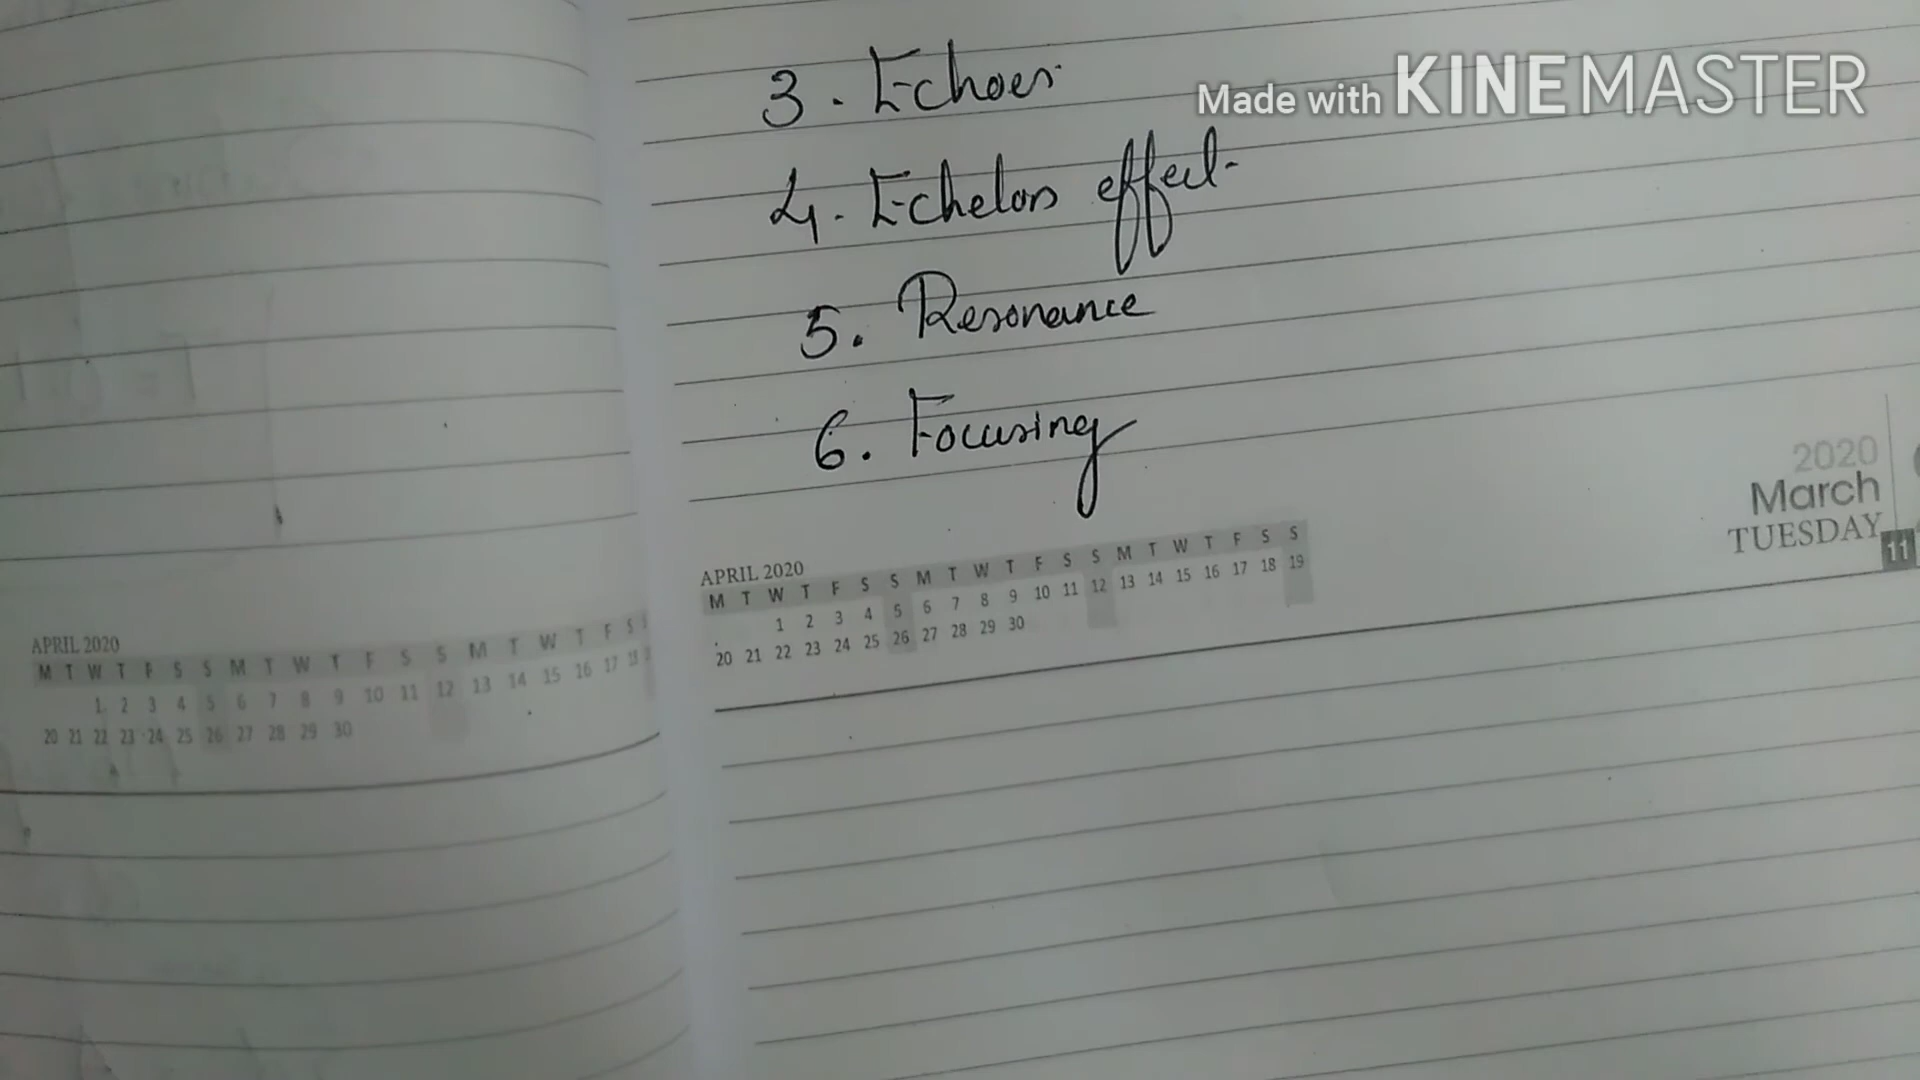 3. Echoes.
Made with KINEMASTER
4. Echelon effect.
5. Resonance
6. Focusing
2020
March
TUESDAY
11
APRIL 2020
M T W T F S S M T W T F S S M T W T F S S
1 2 3 4 5 6 7 8 9 10 11 12 13 14 15 16 17 18 19
20 21 22 23 24 25 26 27 28 29 30
APRIL 2020
M T W T F S S M T W T F S S M T W T F S
1 2 3 4 5 6 7 8 9 10 11 12 13 14 15 16 17 18
20 21 22 23 24 25 26 27 28 29 30